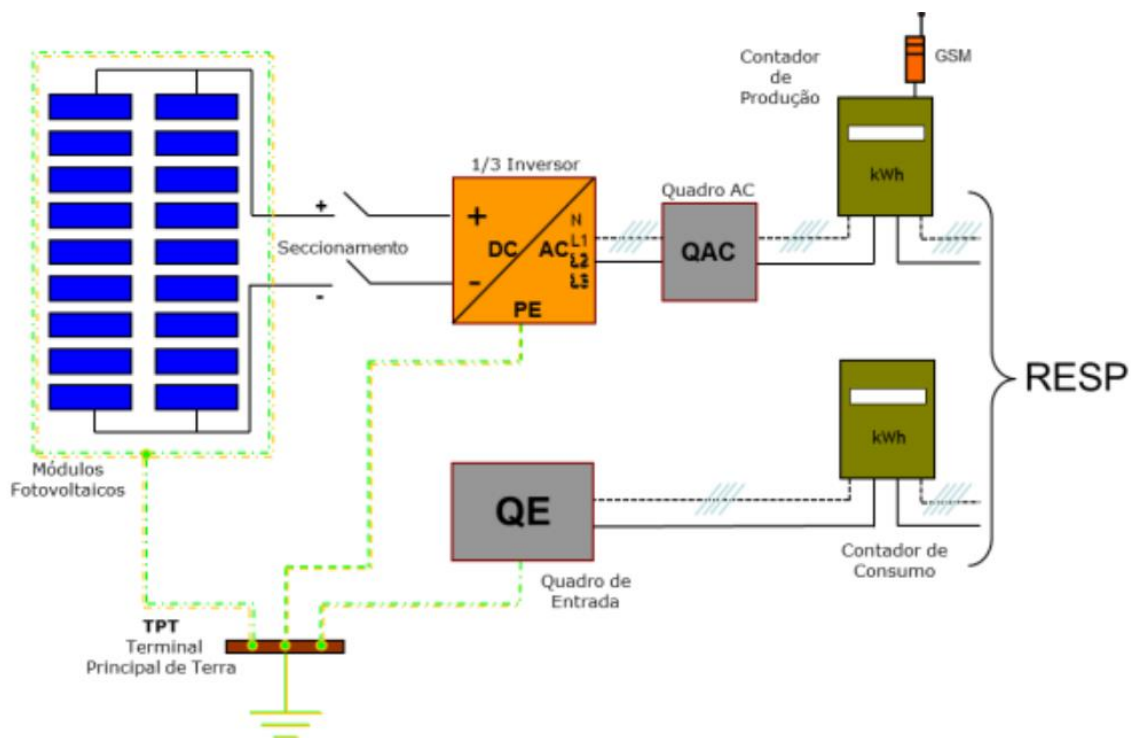 Contador
de
Produção
GSM
kWh
1/3 Inversor
Quadro AC
+
Seccionamento
-
+
DC
AC
N
L1
L2
L3
-
PE
QAC
RESP
kWh
Módulos
Fotovoltaicos
QE
Quadro de
Entrada
Contador de
Consumo
TPT
Terminal
Principal de Terra